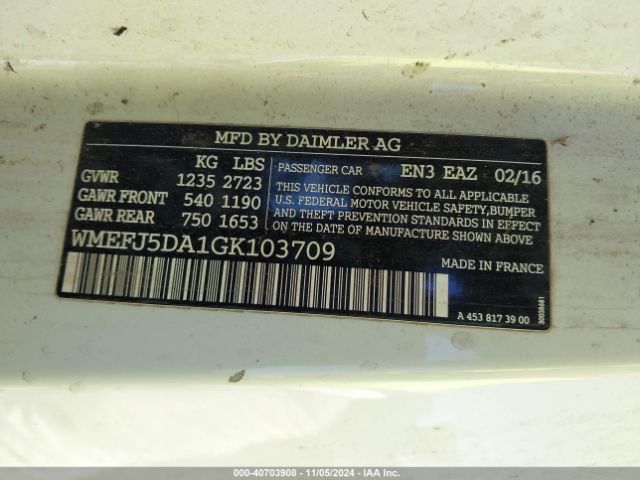 MFD BY DAIMLER AG
KG LBS
GVWR 1235 2723
GAWR FRONT 540 1190
GAWR REAR 750 1653
PASSENGER CAR EN3 EAZ 02/16
THIS VEHICLE CONFORMS TO ALL APPLICABLE
U.S. FEDERAL MOTOR VEHICLE SAFETY,BUMPER
AND THEFT PREVENTION STANDARDS IN EFFECT
ON THE DATE OF MANUFACTURE SHOWN ABOVE.
WMEFJ5DA1GK103709
MADE IN FRANCE
A 453 817 39 00
(OFFSITE) - 40703908 - 11/05/2024 - IAA Inc.